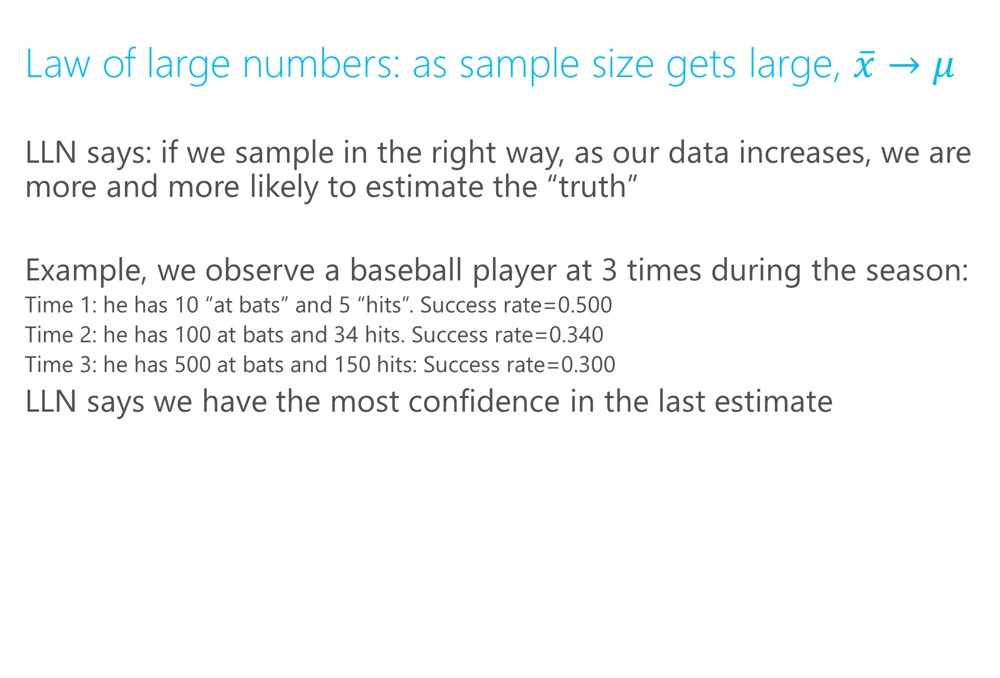 Law of large numbers: as sample size gets large, x̄ → μ
LLN says: if we sample in the right way, as our data increases, we are
more and more likely to estimate the “truth”
Example, we observe a baseball player at 3 times during the season:
Time 1: he has 10 “at bats” and 5 “hits”. Success rate=0.500
Time 2: he has 100 at bats and 34 hits. Success rate=0.340
Time 3: he has 500 at bats and 150 hits: Success rate=0.300
LLN says we have the most confidence in the last estimate